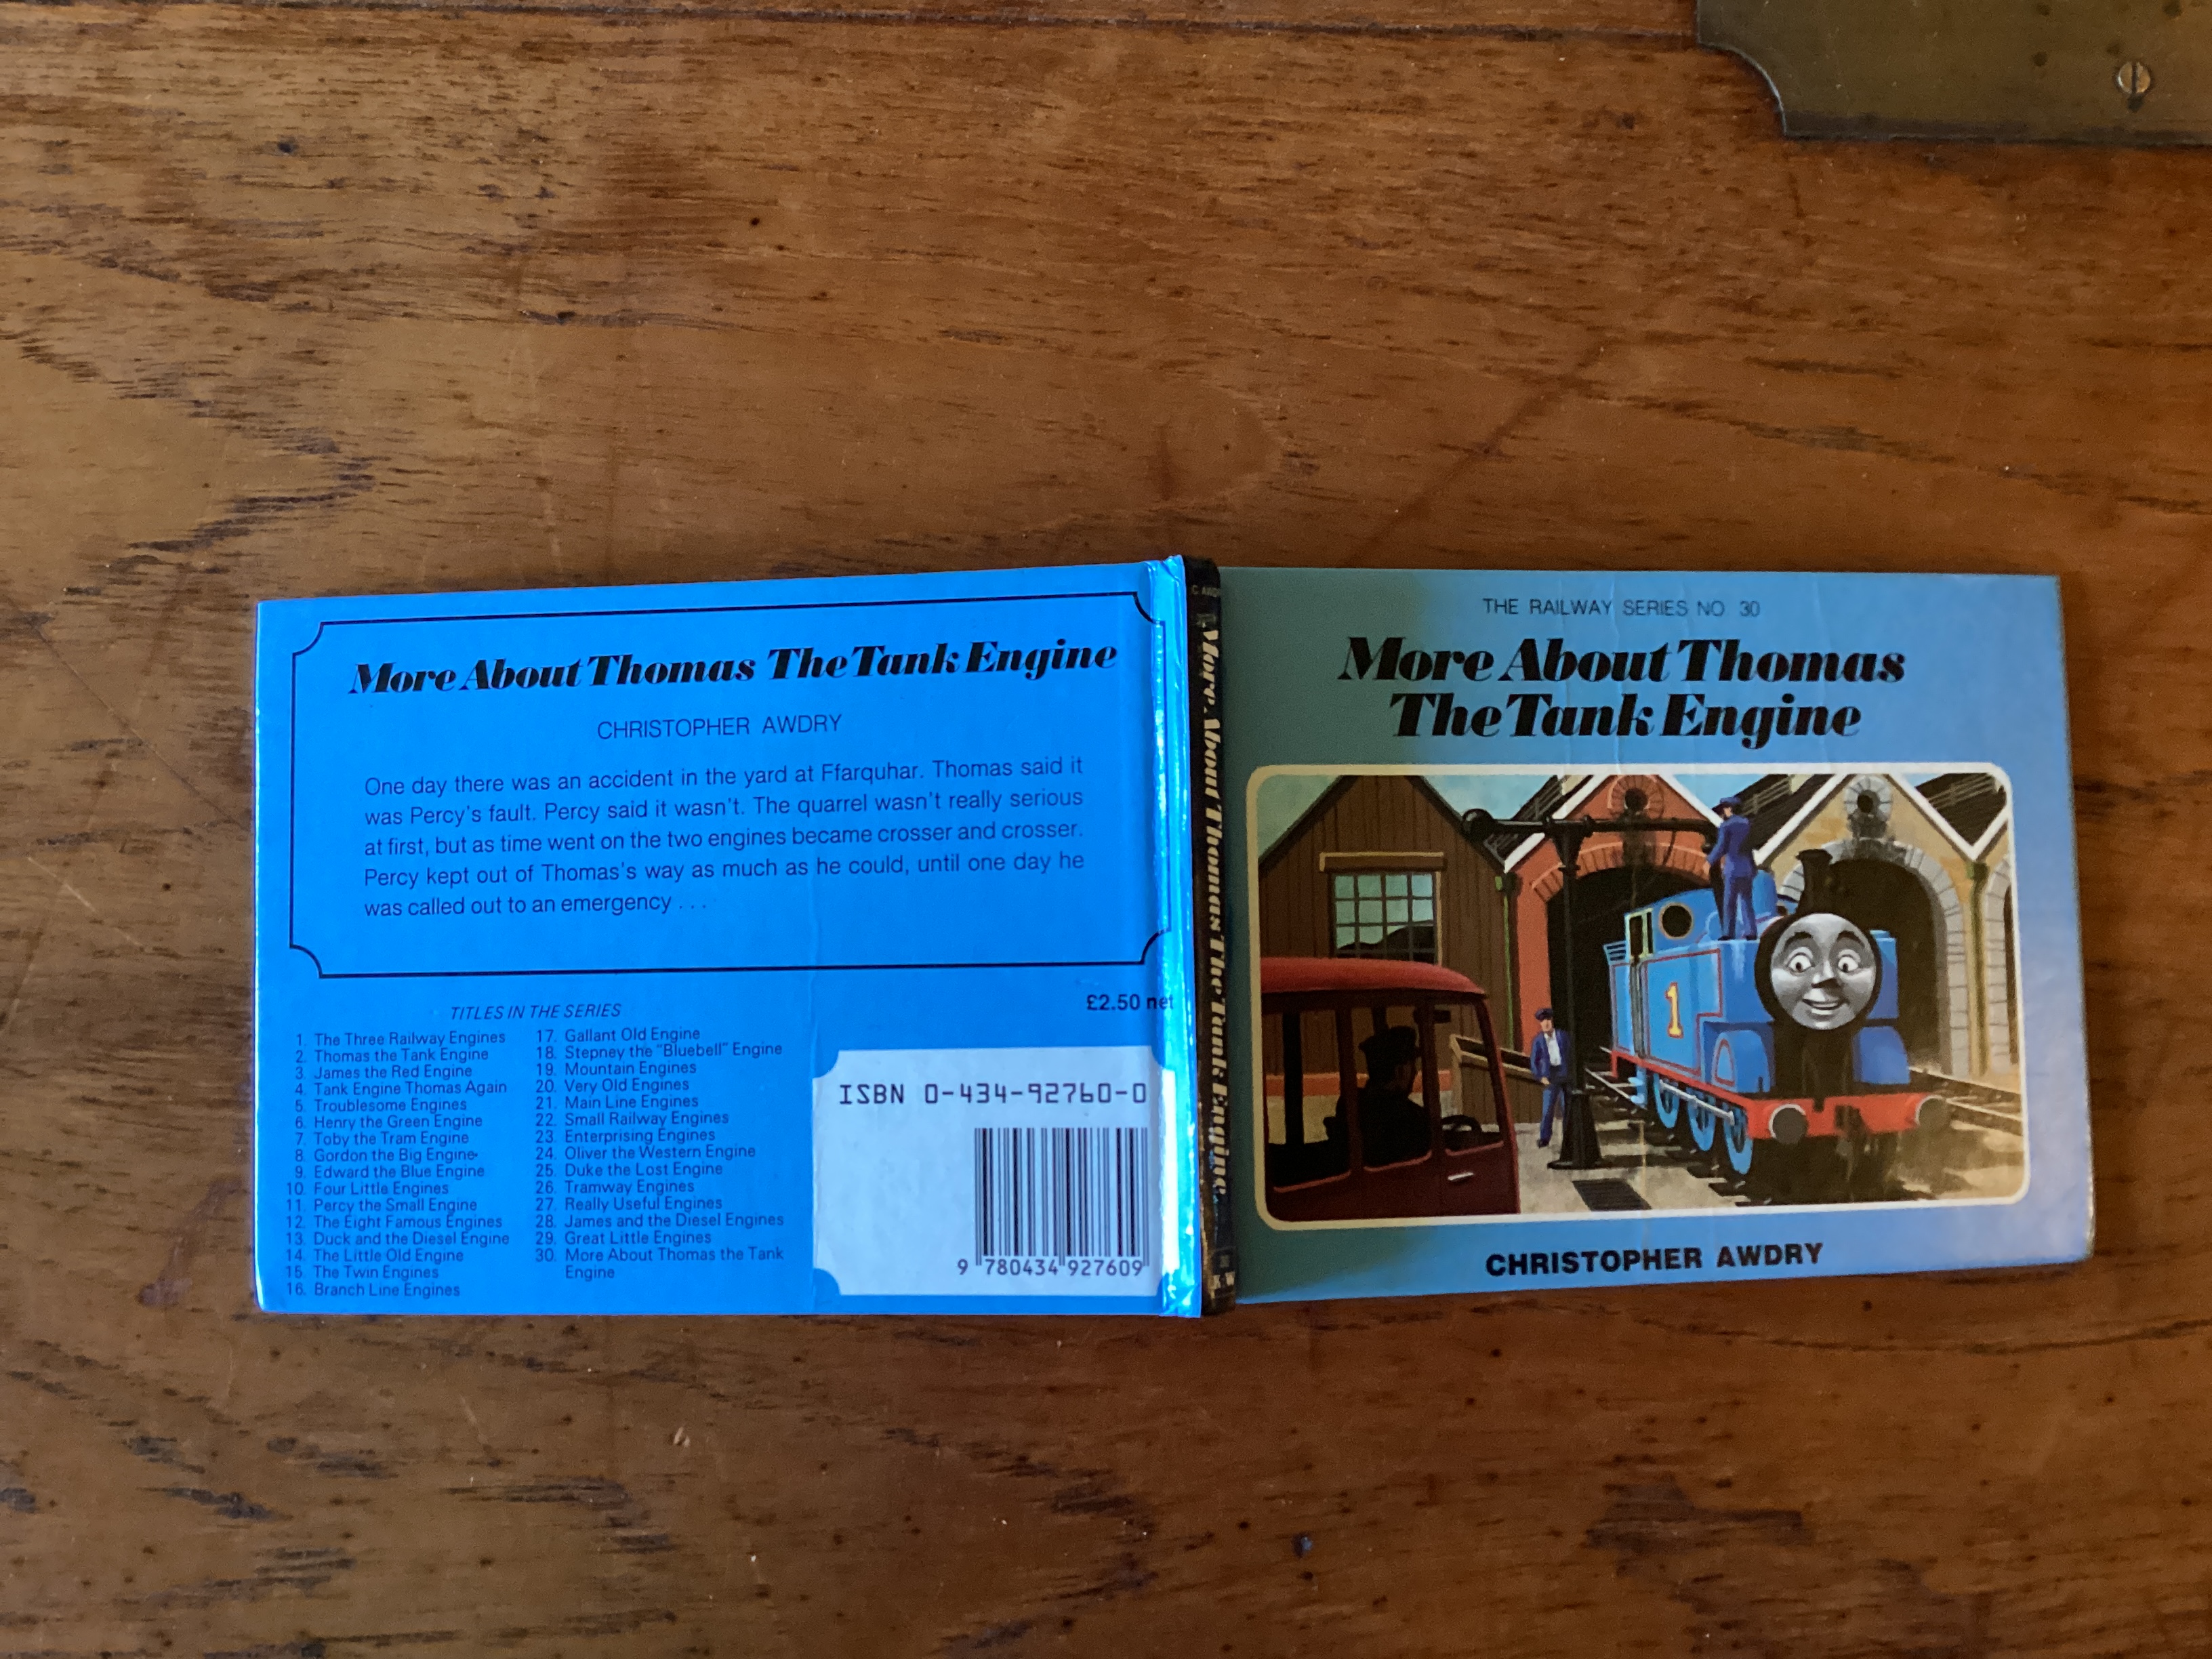 More About Thomas The Tank Engine
CHRISTOPHER AWDRY
One day there was an accident in the yard at Ffarquhar. Thomas said it
was Percy's fault. Percy said it wasn't. The quarrel wasn't really serious
at first, but as time went on the two engines became crosser and crosser.
Percy kept out of Thomas's way as much as he could, until one day he
was called out to an emergency . . .
£2.50 net
TITLES IN THE SERIES
1. The Three Railway Engines
2. Thomas the Tank Engine
3. James the Red Engine
4. Tank Engine Thomas Again
5. Troublesome Engines
6. Henry the Green Engine
7. Toby the Tram Engine
8. Gordon the Big Engine
9. Edward the Blue Engine
10. Four Little Engines
11. Percy the Small Engine
12. The Eight Famous Engines
13. Duck and the Diesel Engine
14. The Little Old Engine
15. The Twin Engines
16. Branch Line Engines
17. Gallant Old Engine
18. Stepney the "Bluebell" Engine
19. Mountain Engines
20. Very Old Engines
21. Main Line Engines
22. Small Railway Engines
23. Enterprising Engines
24. Oliver the Western Engine
25. Duke the Lost Engine
26. Tramway Engines
27. Really Useful Engines
28. James and the Diesel Engines
29. Great Little Engines
30. More About Thomas the Tank
Engine
ISBN 0-434-92760-0
9 780434 927609
More About Thomas The Tank Engine
30
THE RAILWAY SERIES NO 30
More About Thomas
The Tank Engine
1
CHRISTOPHER AWDRY